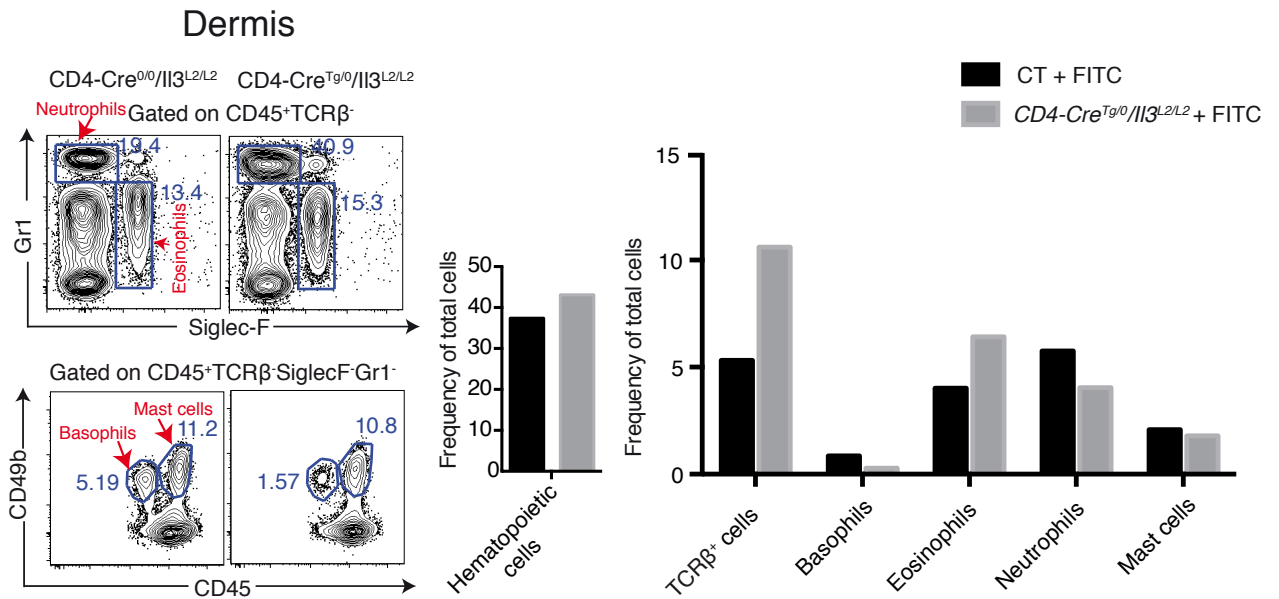 Dermis
CD4-Cre0/0/Il3L2/L2 CD4-CreTg/0/Il3L2/L2
Neutrophils
Gated on CD45+TCRβ-
19.4
40.9
13.4
15.3
Eosinophils
Gr1
Siglec-F
Gated on CD45+TCRβ-SiglecF-Gr1-
Mast cells
Basophils
11.2
5.19
10.8
1.57
CD49b
CD45
Frequency of total cells
50
40
30
20
10
0
Hematopoietic
cells
CT + FITC
CD4-CreTg/0/Il3L2/L2 + FITC
Frequency of total cells
15
10
5
0
TCRβ+ cells
Basophils
Eosinophils
Neutrophils
Mast cells